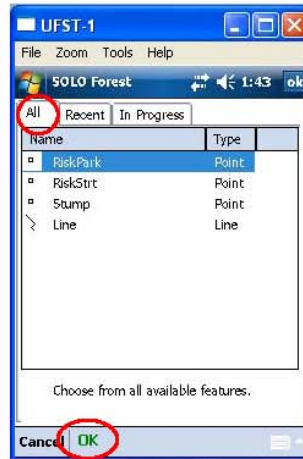 UFST-1
File Zoom Tools Help
SOLO Forest 1:43 ok
All Recent In Progress
Name Type
RiskPark Point
RiskStrt Point
Stump Point
Line Line
Choose from all available features.
Cancel OK